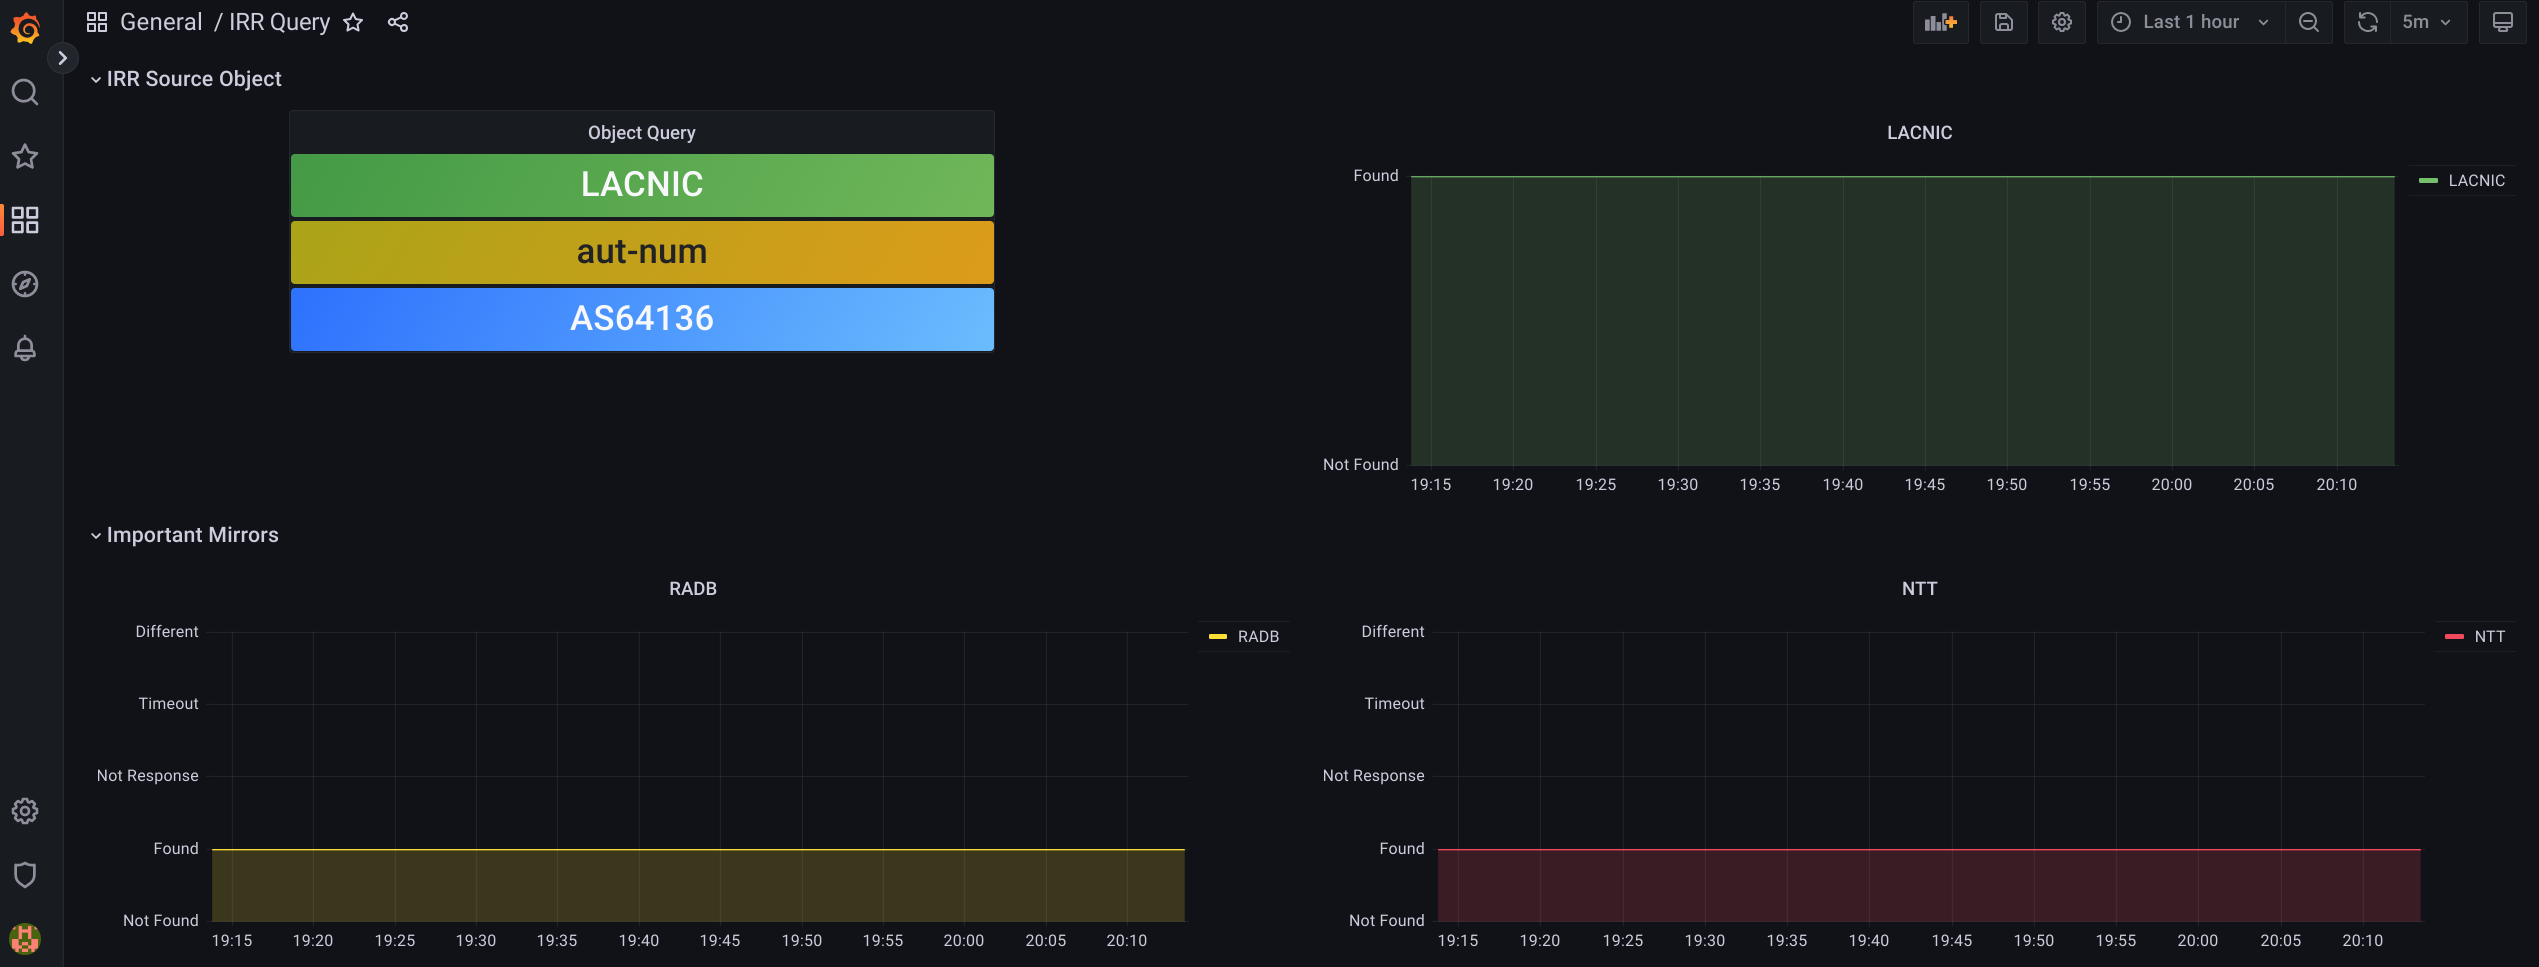 General / IRR Query
Last 1 hour
5m
IRR Source Object
Object Query
LACNIC
aut-num
AS64136
LACNIC
Found
Not Found
19:15 19:20 19:25 19:30 19:35 19:40 19:45 19:50 19:55 20:00 20:05 20:10
LACNIC
Important Mirrors
RADB
Different
Timeout
Not Response
Found
Not Found
19:15 19:20 19:25 19:30 19:35 19:40 19:45 19:50 19:55 20:00 20:05 20:10
RADB
NTT
Different
Timeout
Not Response
Found
Not Found
19:15 19:20 19:25 19:30 19:35 19:40 19:45 19:50 19:55 20:00 20:05 20:10
NTT